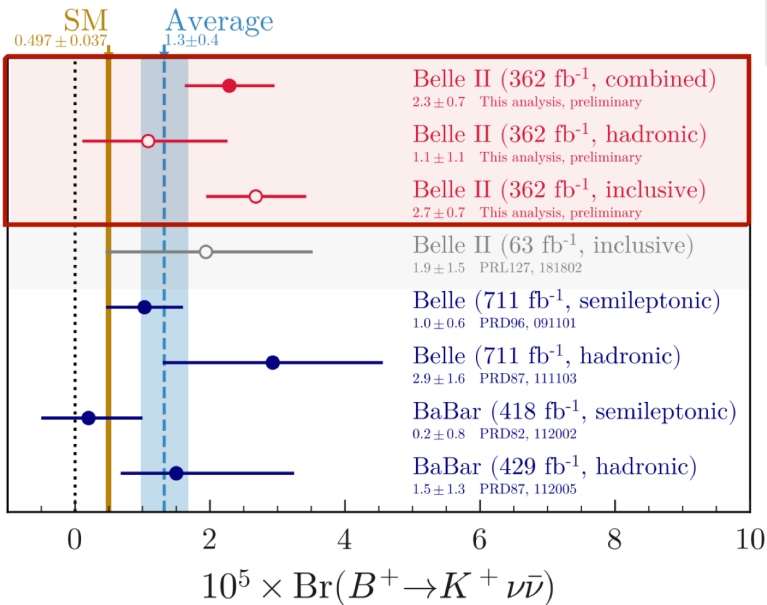 SM
0.497 ± 0.037
Average
1.3±0.4
Belle II (362 fb⁻¹, combined)
2.3 ± 0.7 This analysis, preliminary
Belle II (362 fb⁻¹, hadronic)
1.1 ± 1.1 This analysis, preliminary
Belle II (362 fb⁻¹, inclusive)
2.7 ± 0.7 This analysis, preliminary
Belle II (63 fb⁻¹, inclusive)
1.9 ± 1.5 PRL127, 181802
Belle (711 fb⁻¹, semileptonic)
1.0 ± 0.6 PRD96, 091101
Belle (711 fb⁻¹, hadronic)
2.9 ± 1.6 PRD87, 111103
BaBar (418 fb⁻¹, semileptonic)
0.2 ± 0.8 PRD82, 112002
BaBar (429 fb⁻¹, hadronic)
1.5 ± 1.3 PRD87, 112005
0 2 4 6 8 10
10⁵ × Br(B⁺→K⁺νν̄)